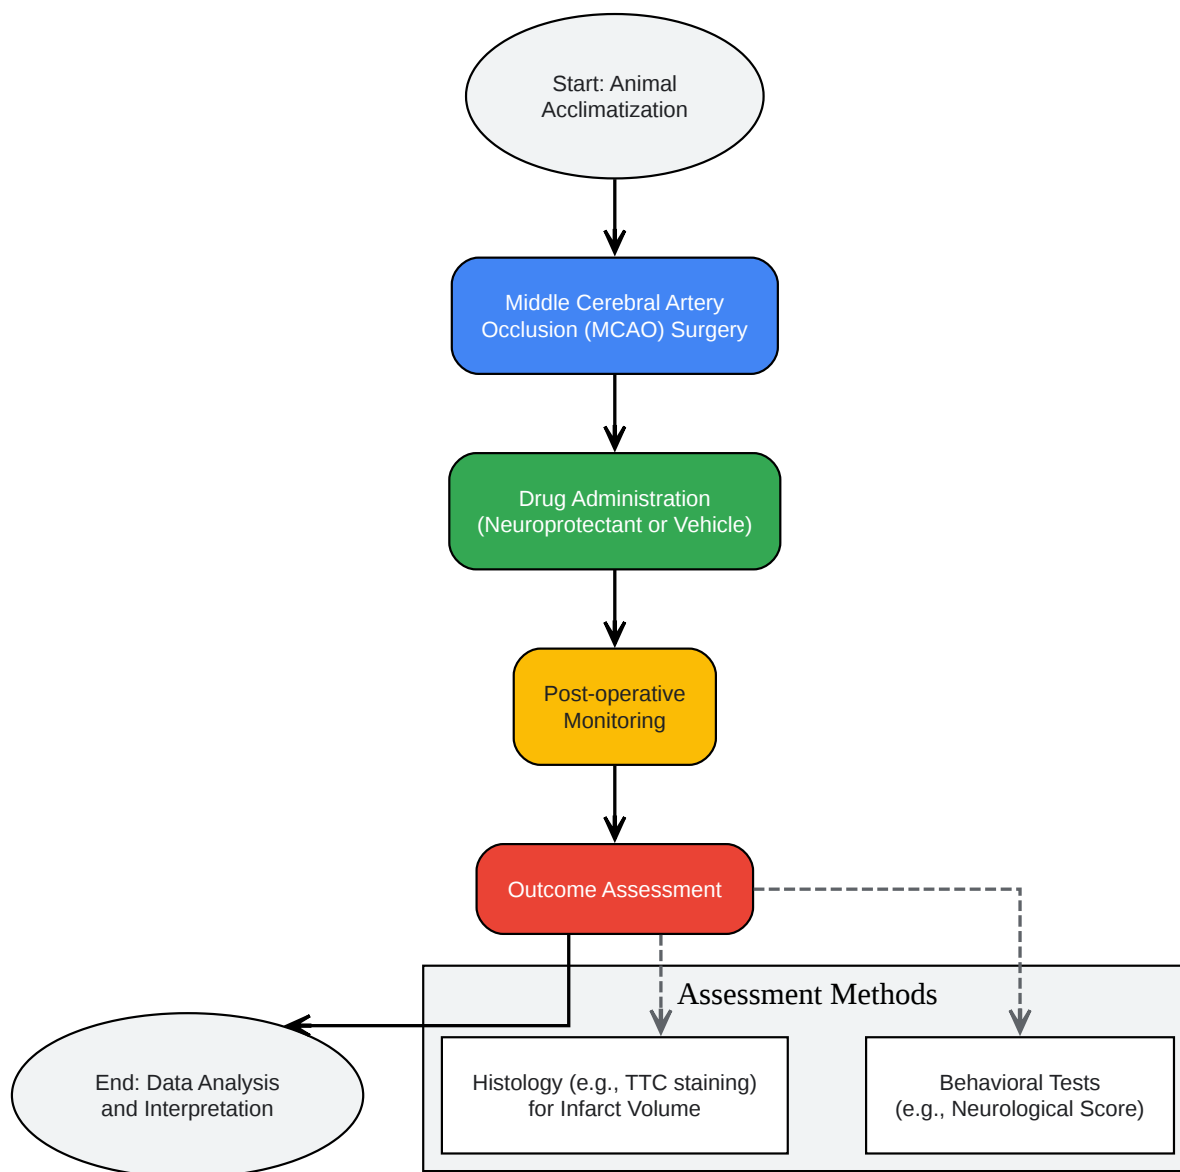 Start: Animal
Acclimatization
Middle Cerebral Artery
Occlusion (MCAO) Surgery
Drug Administration
(Neuroprotectant or Vehicle)
Post-operative
Monitoring
Outcome Assessment
Assessment Methods
End: Data Analysis
and Interpretation
Histology (e.g., TTC staining)
for Infarct Volume
Behavioral Tests
(e.g., Neurological Score)